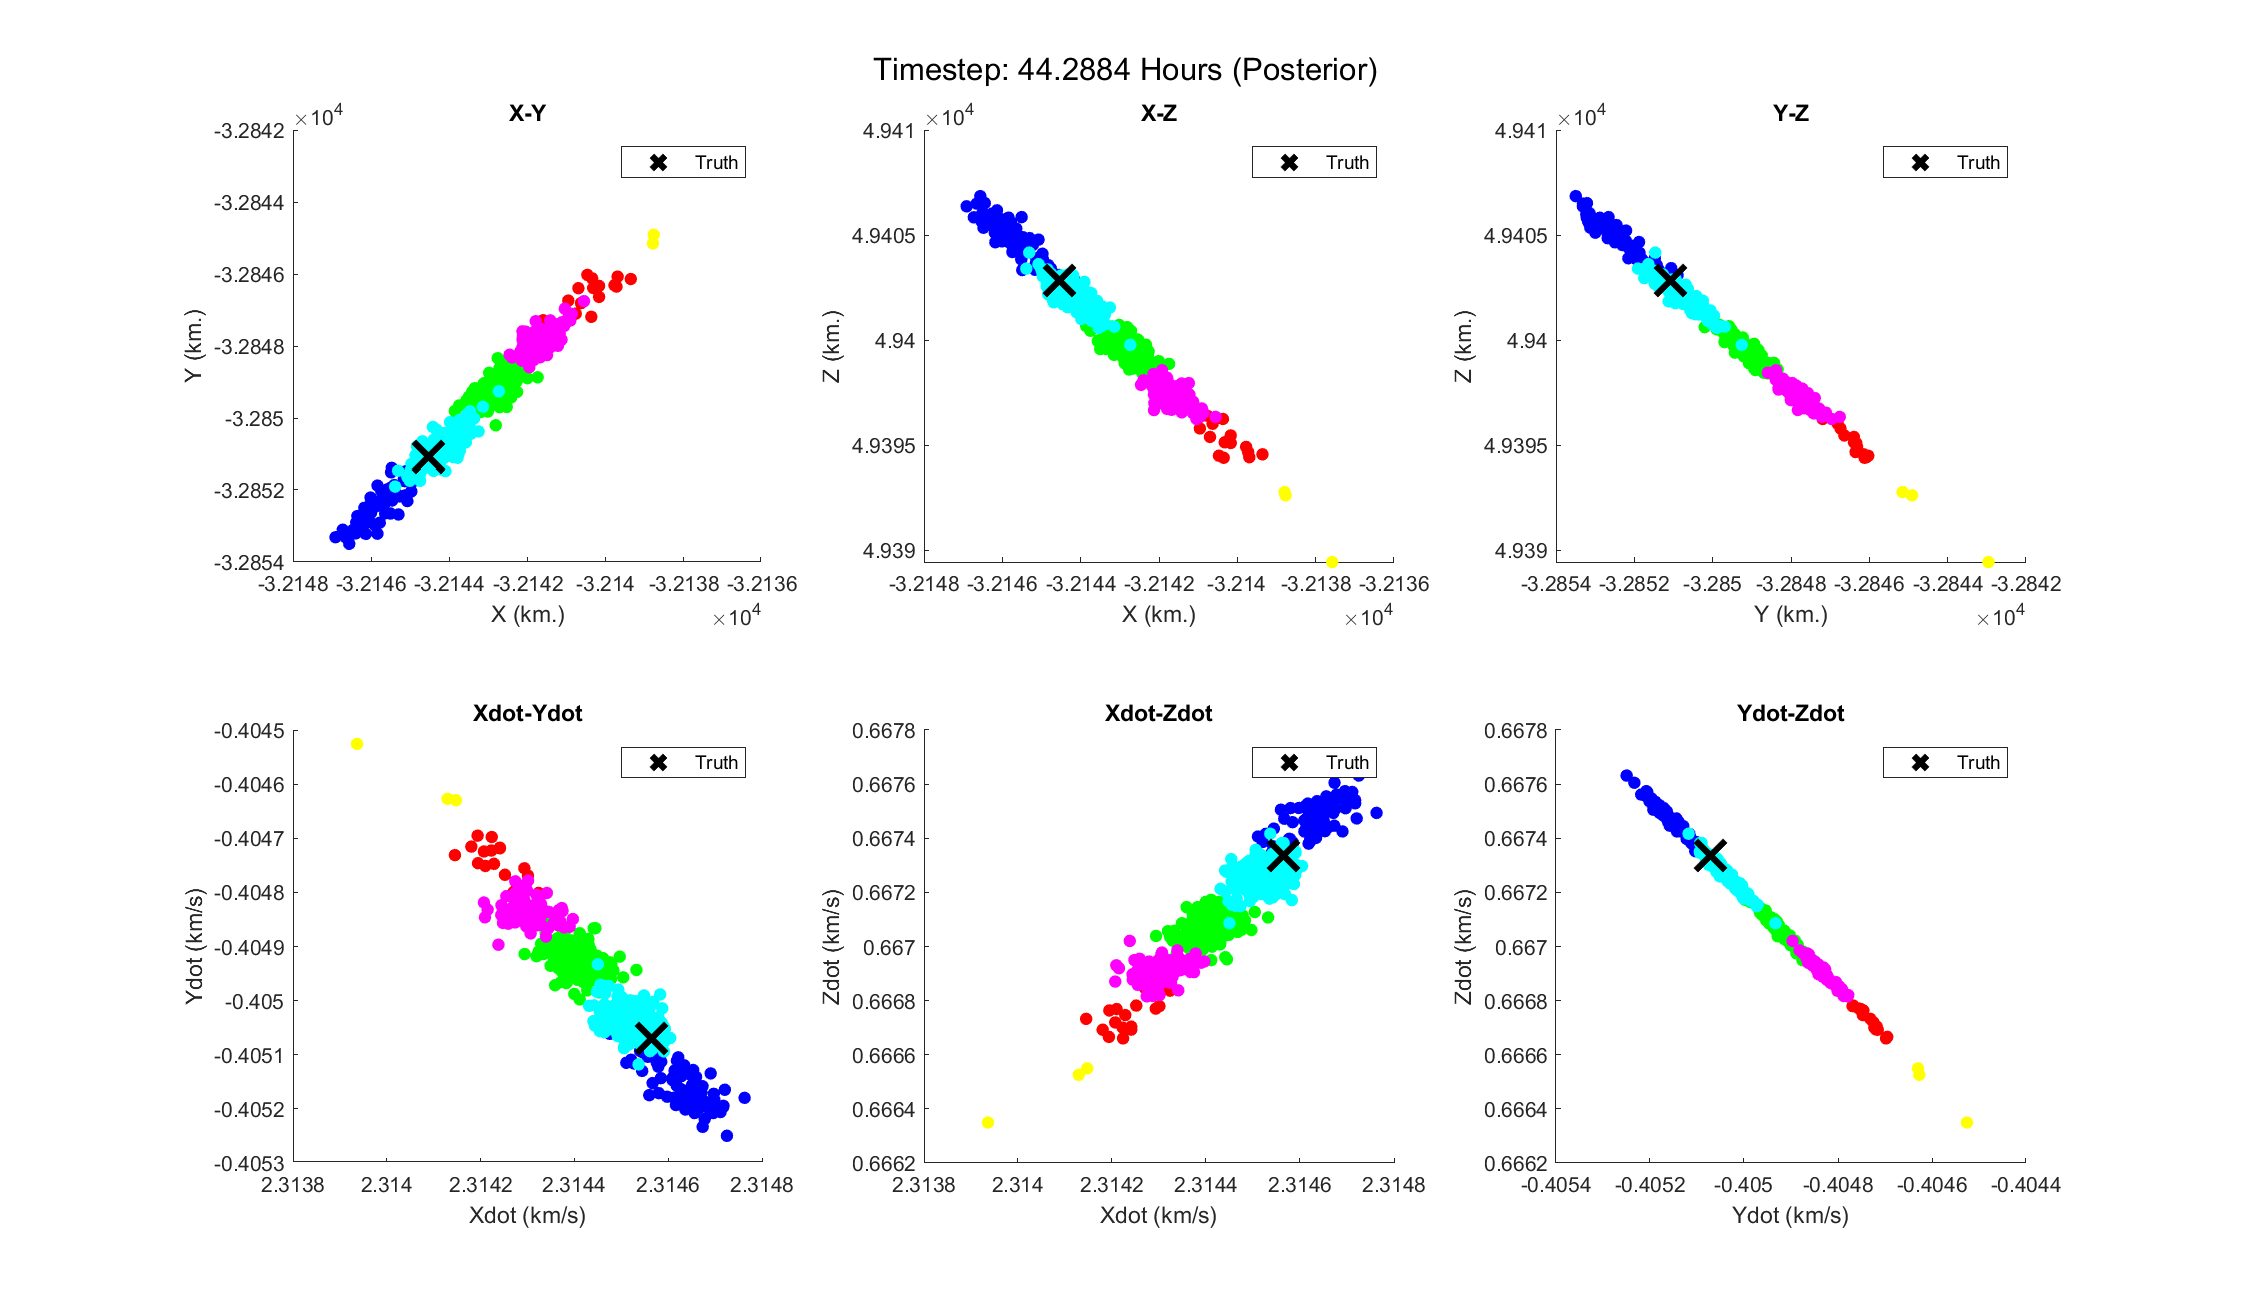 Timestep: 44.2884 Hours (Posterior)
X-Y
×10^4
-3.2842
-3.2844
-3.2846
-3.2848
-3.285
-3.2852
-3.2854
Y (km.)
Truth
-3.2148 -3.2146 -3.2144 -3.2142 -3.214 -3.2138 -3.2136
X (km.)
×10^4
X-Z
×10^4
4.941
4.9405
4.94
4.9395
4.939
Z (km.)
Truth
-3.2148 -3.2146 -3.2144 -3.2142 -3.214 -3.2138 -3.2136
X (km.)
×10^4
Y-Z
×10^4
4.941
4.9405
4.94
4.9395
4.939
Z (km.)
Truth
-3.2854 -3.2852 -3.285 -3.2848 -3.2846 -3.2844 -3.2842
Y (km.)
×10^4
Xdot-Ydot
-0.4045
-0.4046
-0.4047
-0.4048
-0.4049
-0.405
-0.4051
-0.4052
-0.4053
Ydot (km/s)
Truth
2.3138 2.314 2.3142 2.3144 2.3146 2.3148
Xdot (km/s)
Xdot-Zdot
0.6678
0.6676
0.6674
0.6672
0.667
0.6668
0.6666
0.6664
0.6662
Zdot (km/s)
Truth
2.3138 2.314 2.3142 2.3144 2.3146 2.3148
Xdot (km/s)
Ydot-Zdot
0.6678
0.6676
0.6674
0.6672
0.667
0.6668
0.6666
0.6664
0.6662
Zdot (km/s)
Truth
-0.4054 -0.4052 -0.405 -0.4048 -0.4046 -0.4044
Ydot (km/s)